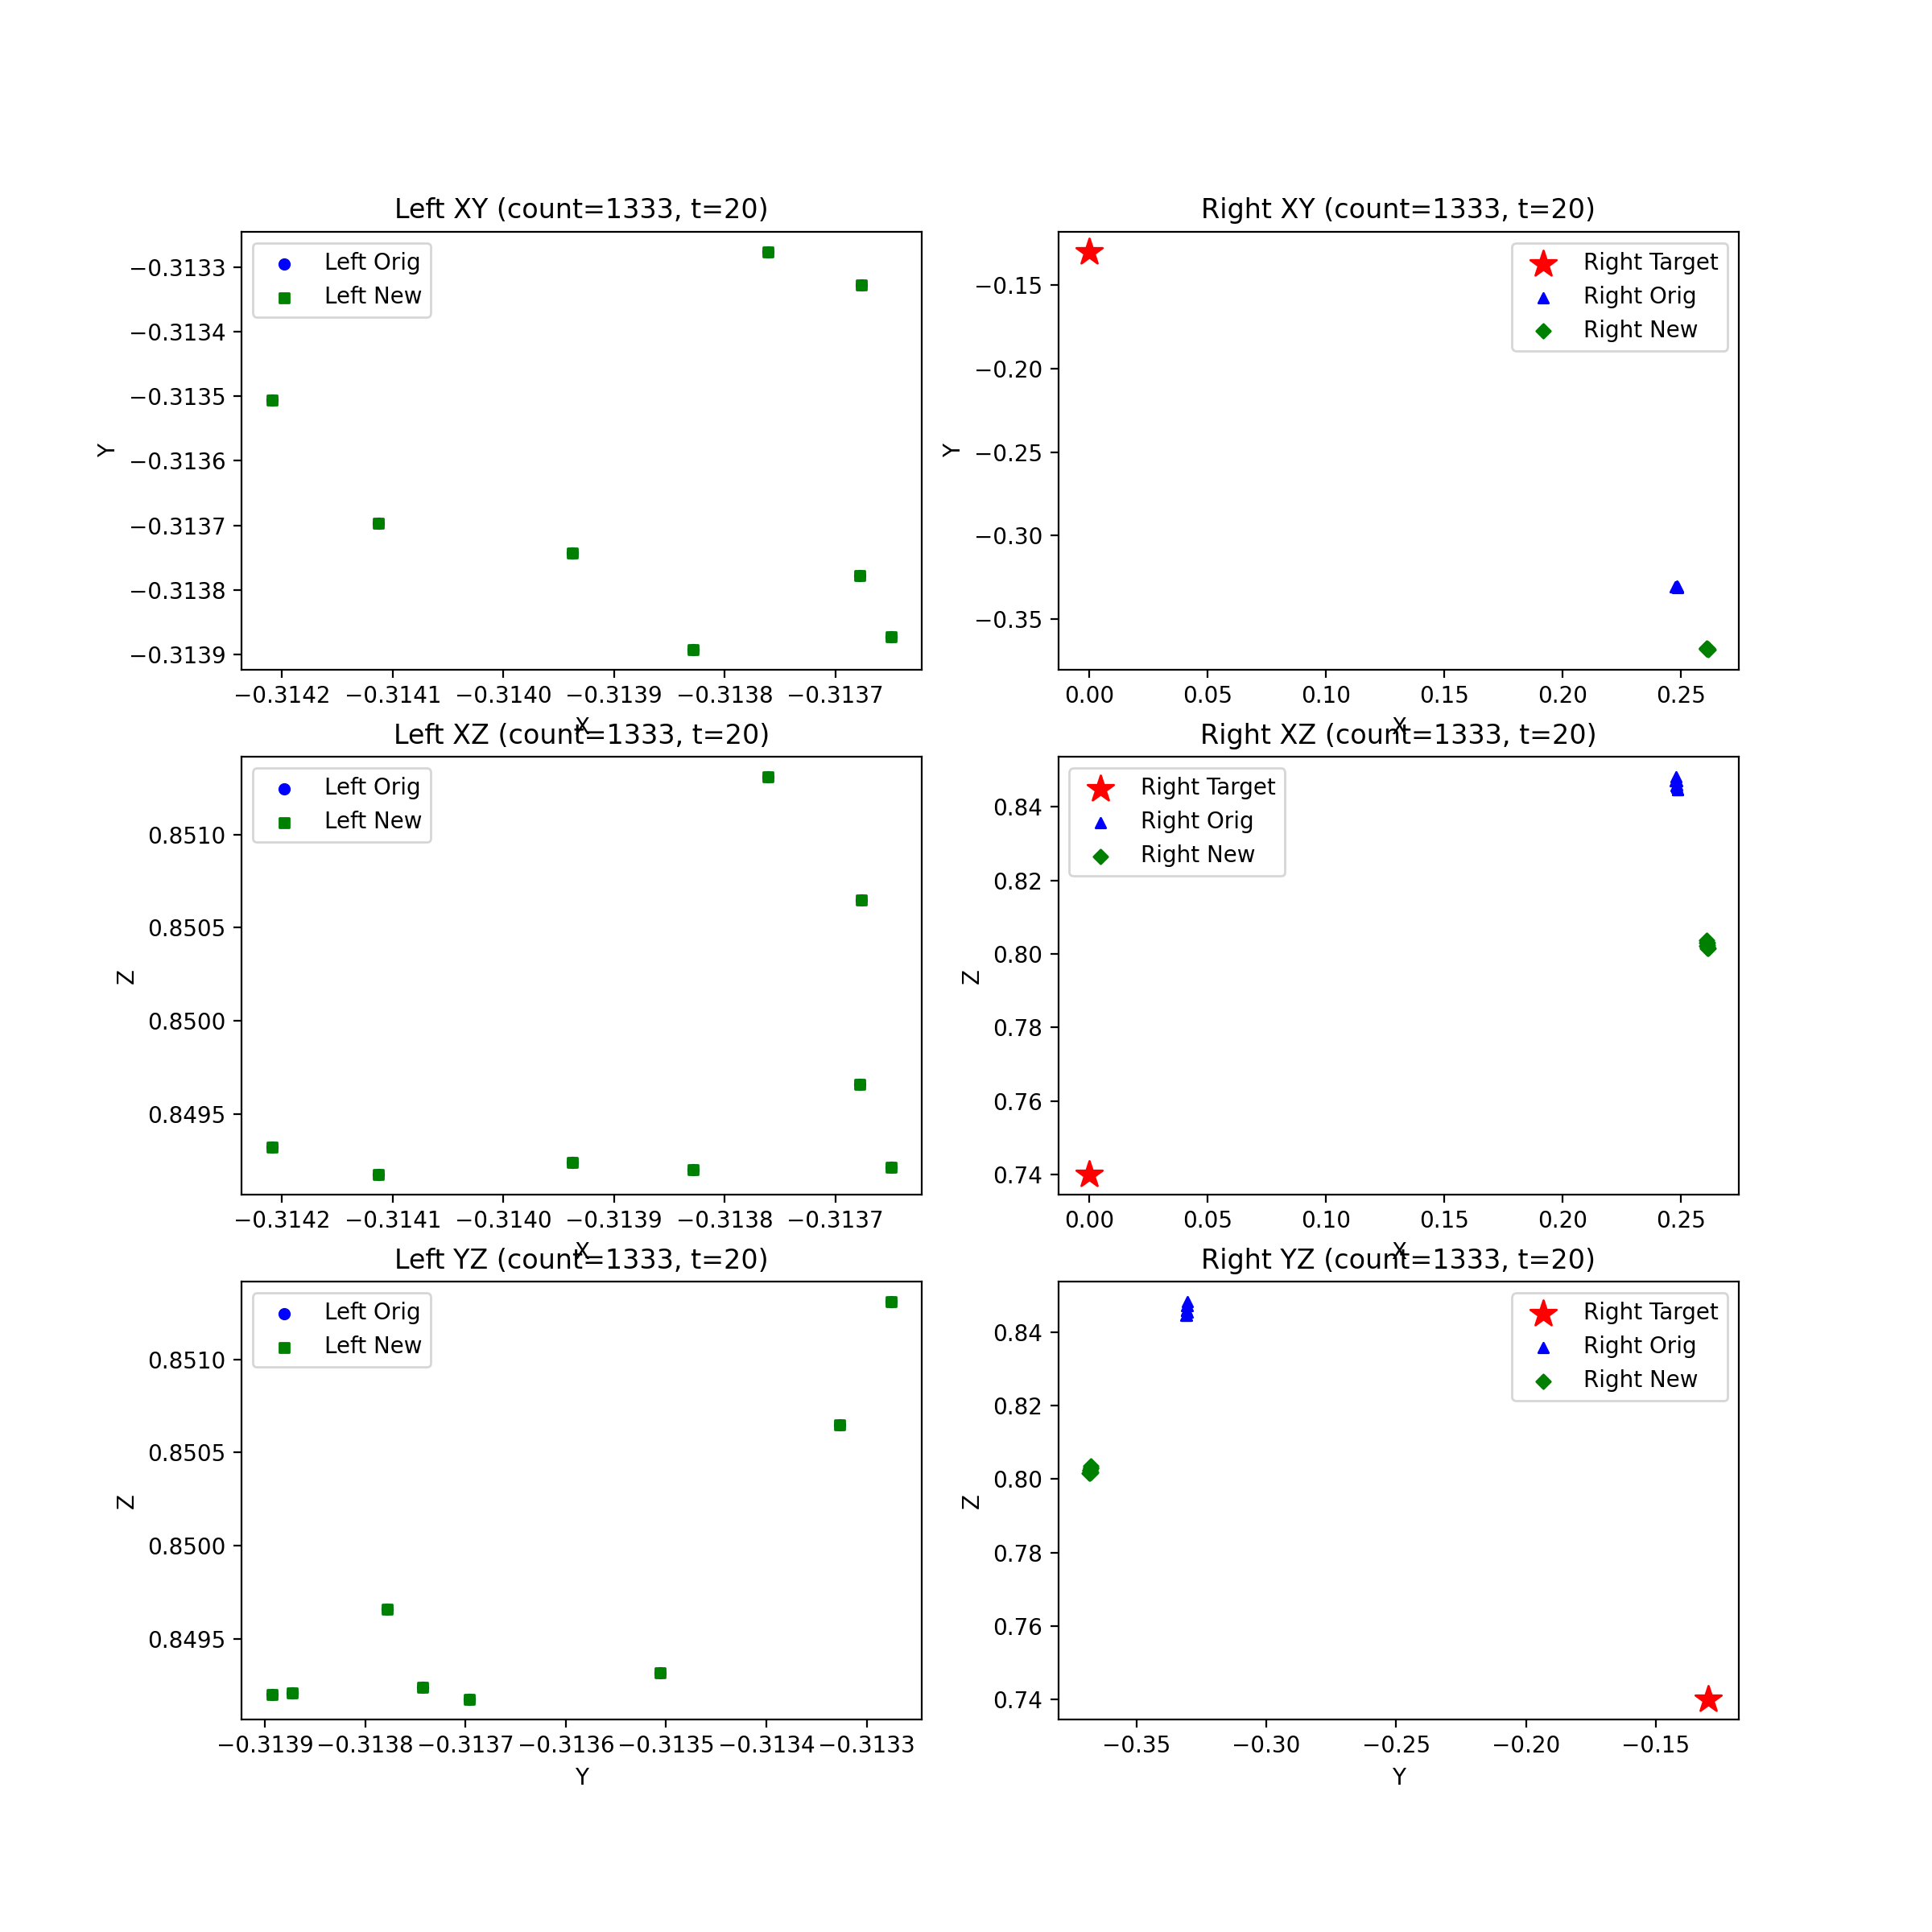 Left XY (count=1333, t=20)
Left Orig
Left New
−0.3133
−0.3134
−0.3135
−0.3136
−0.3137
−0.3138
−0.3139
Y
−0.3142 −0.3141 −0.3140 −0.3139 −0.3138 −0.3137
X
Right XY (count=1333, t=20)
Right Target
Right Orig
Right New
−0.15
−0.20
−0.25
−0.30
−0.35
Y
0.00 0.05 0.10 0.15 0.20 0.25
X
Left XZ (count=1333, t=20)
Left Orig
Left New
0.8510
0.8505
0.8500
0.8495
Z
−0.3142 −0.3141 −0.3140 −0.3139 −0.3138 −0.3137
X
Right XZ (count=1333, t=20)
Right Target
Right Orig
Right New
0.84
0.82
0.80
0.78
0.76
0.74
Z
0.00 0.05 0.10 0.15 0.20 0.25
X
Left YZ (count=1333, t=20)
Left Orig
Left New
0.8510
0.8505
0.8500
0.8495
Z
−0.3139 −0.3138 −0.3137 −0.3136 −0.3135 −0.3134 −0.3133
Y
Right YZ (count=1333, t=20)
Right Target
Right Orig
Right New
0.84
0.82
0.80
0.78
0.76
0.74
Z
−0.35 −0.30 −0.25 −0.20 −0.15
Y